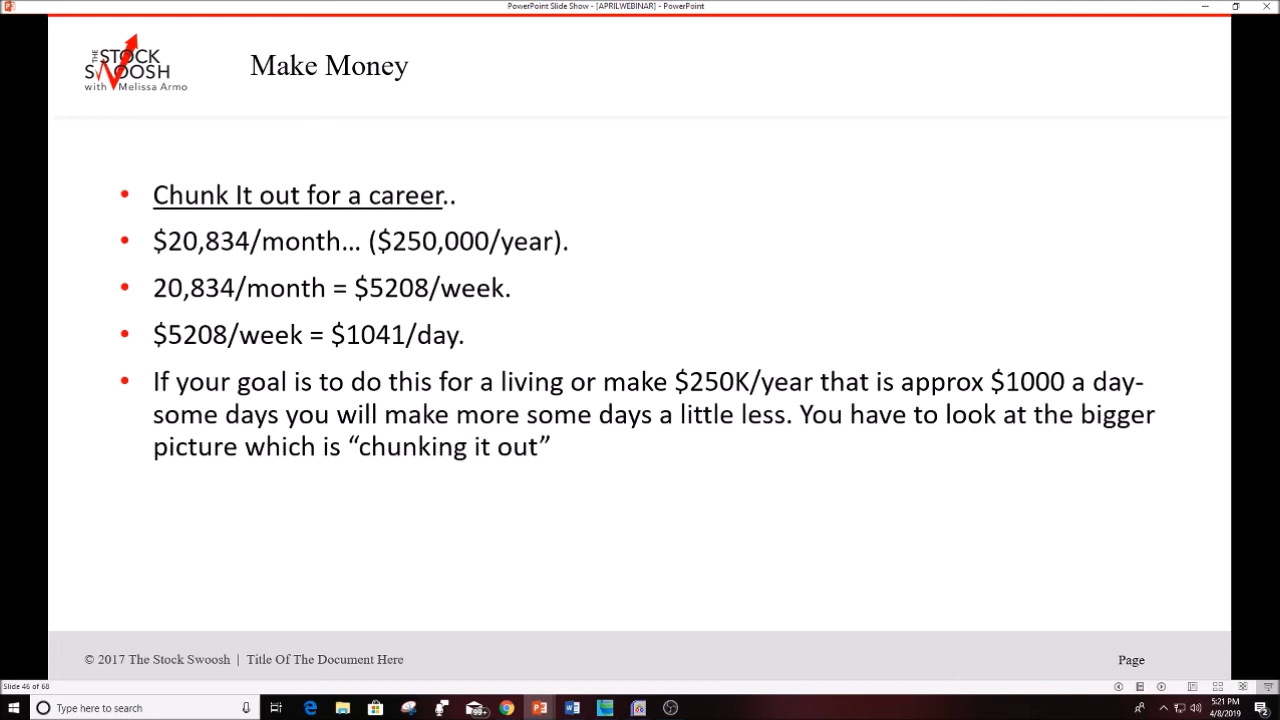 PowerPoint Slide Show - [APRILWEBINAR] - PowerPoint
THE STOCK
SWOOSH
with Melissa Armo
Make Money
• Chunk It out for a career..
• $20,834/month… ($250,000/year).
• 20,834/month = $5208/week.
• $5208/week = $1041/day.
• If your goal is to do this for a living or make $250K/year that is approx $1000 a day-
some days you will make more some days a little less. You have to look at the bigger
picture which is “chunking it out”
© 2017 The Stock Swoosh | Title Of The Document Here
Page
Slide 46 of 68
Type here to search
99+
5:21 PM
4/8/2019
2